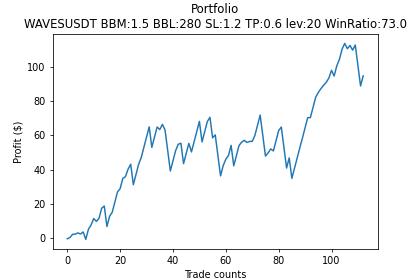 Portfolio
WAVESUSDT BBM:1.5 BBL:280 SL:1.2 TP:0.6 lev:20 WinRatio:73.0
100
80
60
40
20
0
Profit ($)
0 20 40 60 80 100
Trade counts